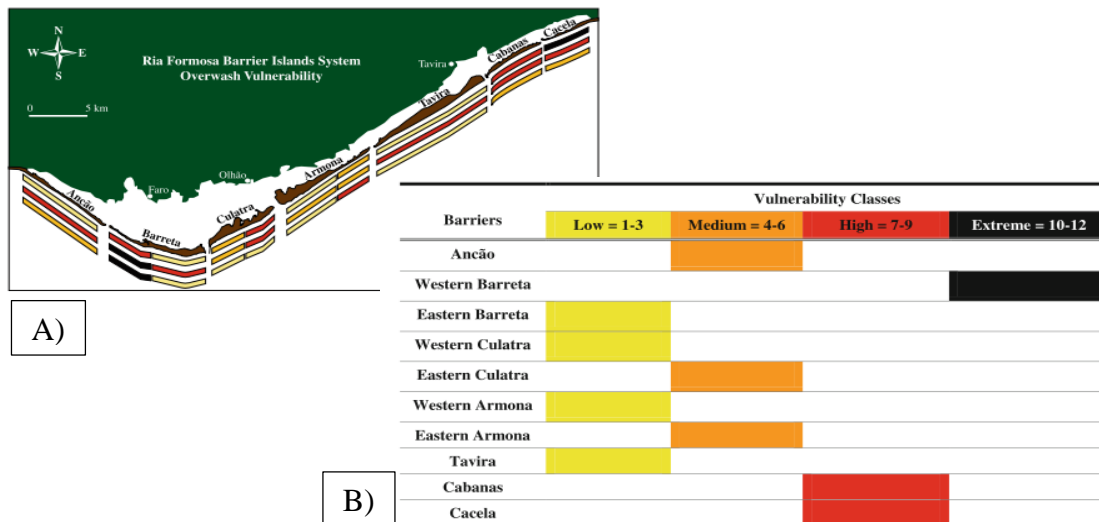 N
W E
S
Ria Formosa Barrier Islands System
Overwash Vulnerability
0 5 km
Tavira
Cacela
Cabanas
Tavira
Armona
Olhão
Culatra
Faro
Ancão
Barreta
A)
Vulnerability Classes
Barriers
Low = 1-3 Medium = 4-6 High = 7-9 Extreme = 10-12
Ancão
Western Barreta
Eastern Barreta
Western Culatra
Eastern Culatra
Western Armona
Eastern Armona
Tavira
Cabanas
Cacela
B)